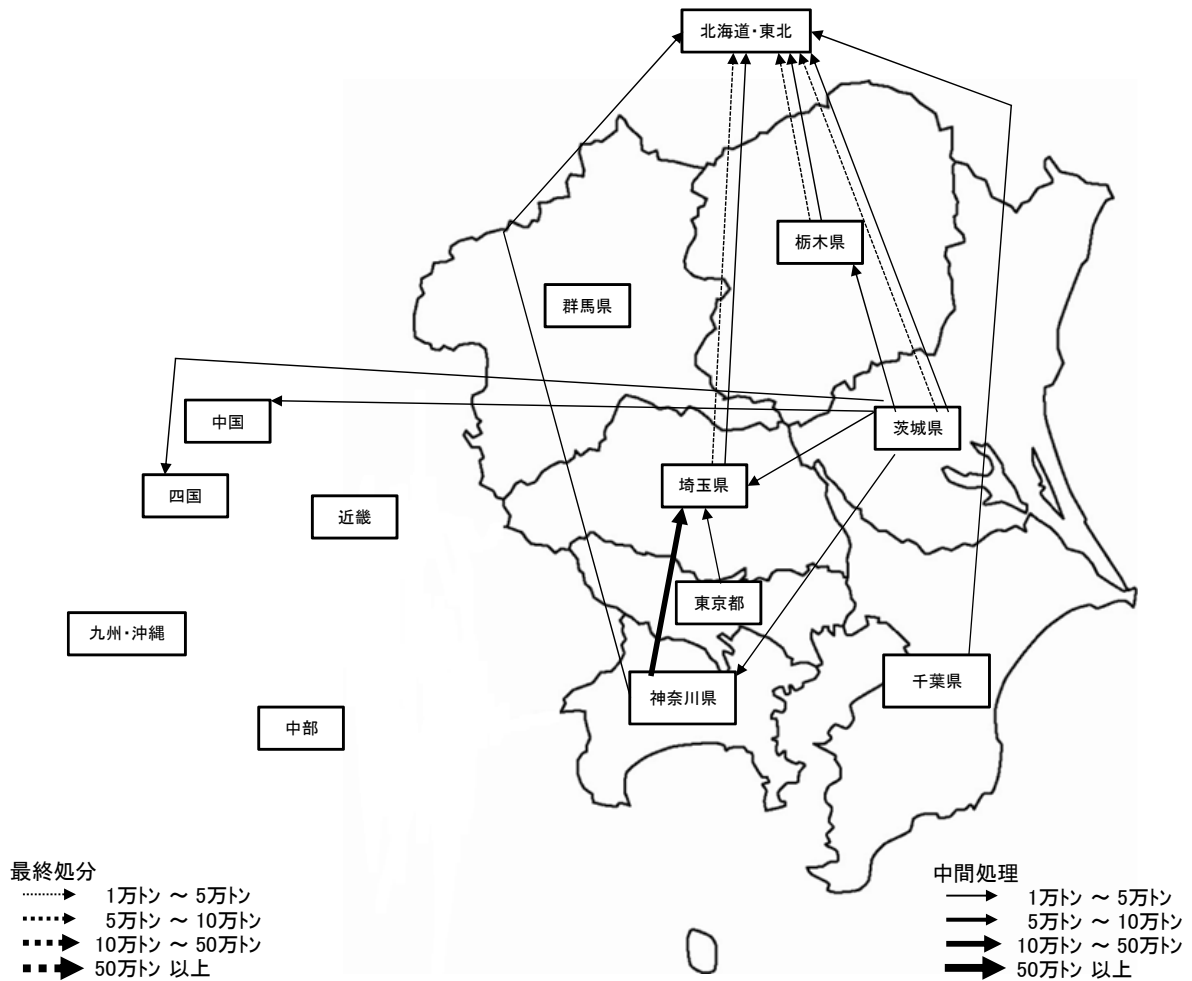 北海道・東北
栃木県
群馬県
中国
茨城県
埼玉県
四国
近畿
東京都
九州・沖縄
千葉県
神奈川県
中部
最終処分
1万トン ～ 5万トン
5万トン ～ 10万トン
10万トン ～ 50万トン
50万トン 以上
中間処理
1万トン ～ 5万トン
5万トン ～ 10万トン
10万トン ～ 50万トン
50万トン 以上